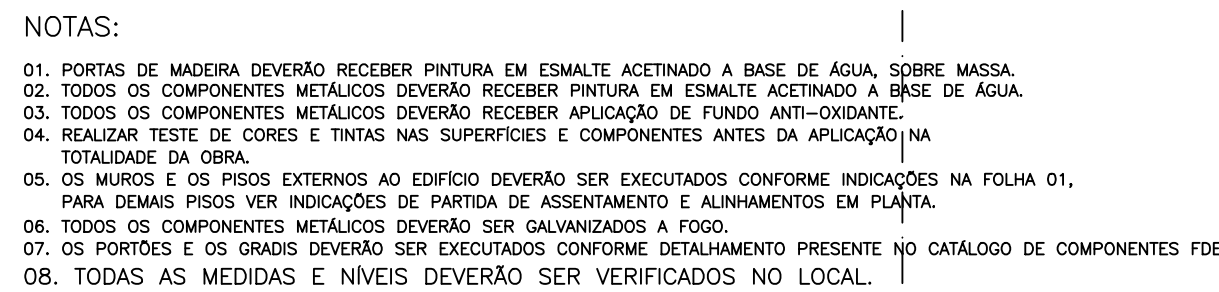 NOTAS:
01. PORTAS DE MADEIRA DEVERÃO RECEBER PINTURA EM ESMALTE ACETINADO A BASE DE ÁGUA, SOBRE MASSA.
02. TODOS OS COMPONENTES METÁLICOS DEVERÃO RECEBER PINTURA EM ESMALTE ACETINADO A BASE DE ÁGUA.
03. TODOS OS COMPONENTES METÁLICOS DEVERÃO RECEBER APLICAÇÃO DE FUNDO ANTI-OXIDANTE.
04. REALIZAR TESTE DE CORES E TINTAS NAS SUPERFÍCIES E COMPONENTES ANTES DA APLICAÇÃO NA
TOTALIDADE DA OBRA.
05. OS MUROS E OS PISOS EXTERNOS AO EDIFÍCIO DEVERÃO SER EXECUTADOS CONFORME INDICAÇÕES NA FOLHA 01,
PARA DEMAIS PISOS VER INDICAÇÕES DE PARTIDA DE ASSENTAMENTO E ALINHAMENTOS EM PLANTA.
06. TODOS OS COMPONENTES METÁLICOS DEVERÃO SER GALVANIZADOS A FOGO.
07. OS PORTÕES E OS GRADIS DEVERÃO SER EXECUTADOS CONFORME DETALHAMENTO PRESENTE NO CATÁLOGO DE COMPONENTES FDE
08. TODAS AS MEDIDAS E NÍVEIS DEVERÃO SER VERIFICADOS NO LOCAL.